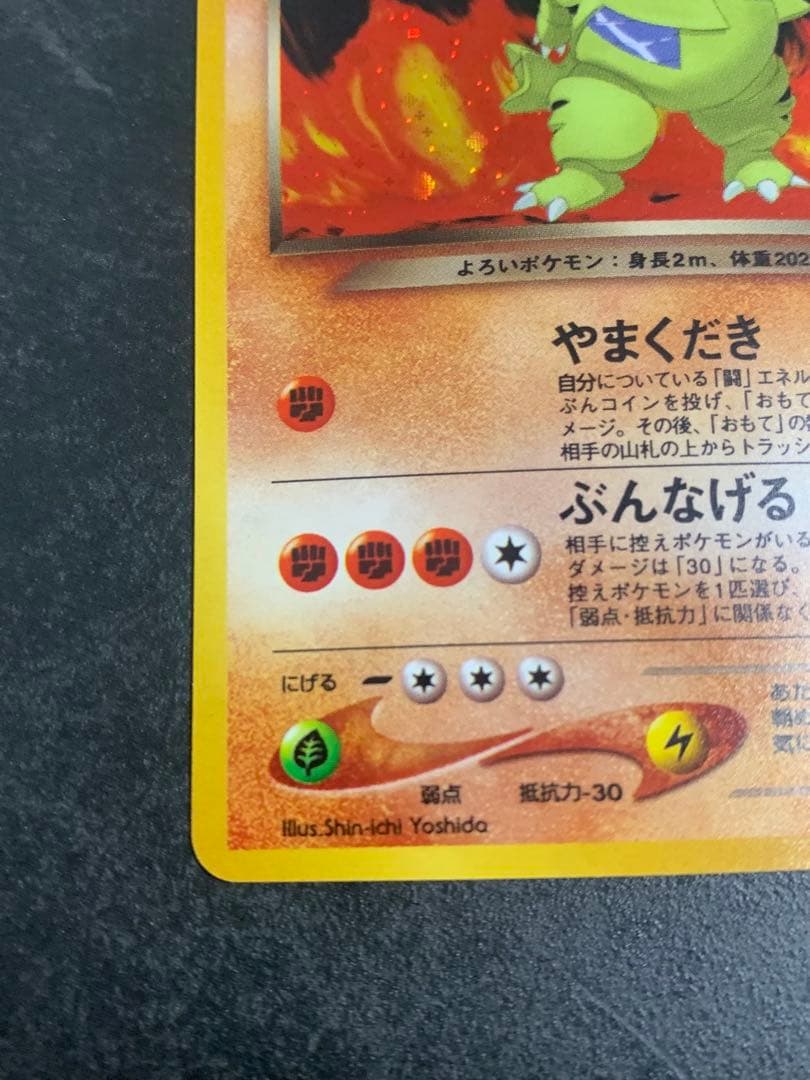 よろいポケモン：身長2m、体重202
やまくだき
自分についている「闘」エネル
ぶんコインを投げ、「おもて
メージ。その後、「おもて」の
相手の山札の上からトラッシ
ぶんなげる
相手に控えポケモンがいる
ダメージは「30」になる。
控えポケモンを1匹選び、
「弱点・抵抗力」に関係なく
にげる
あた
鞘め
気に
弱点 抵抗力-30
Illus.Shin-ichi Yoshida